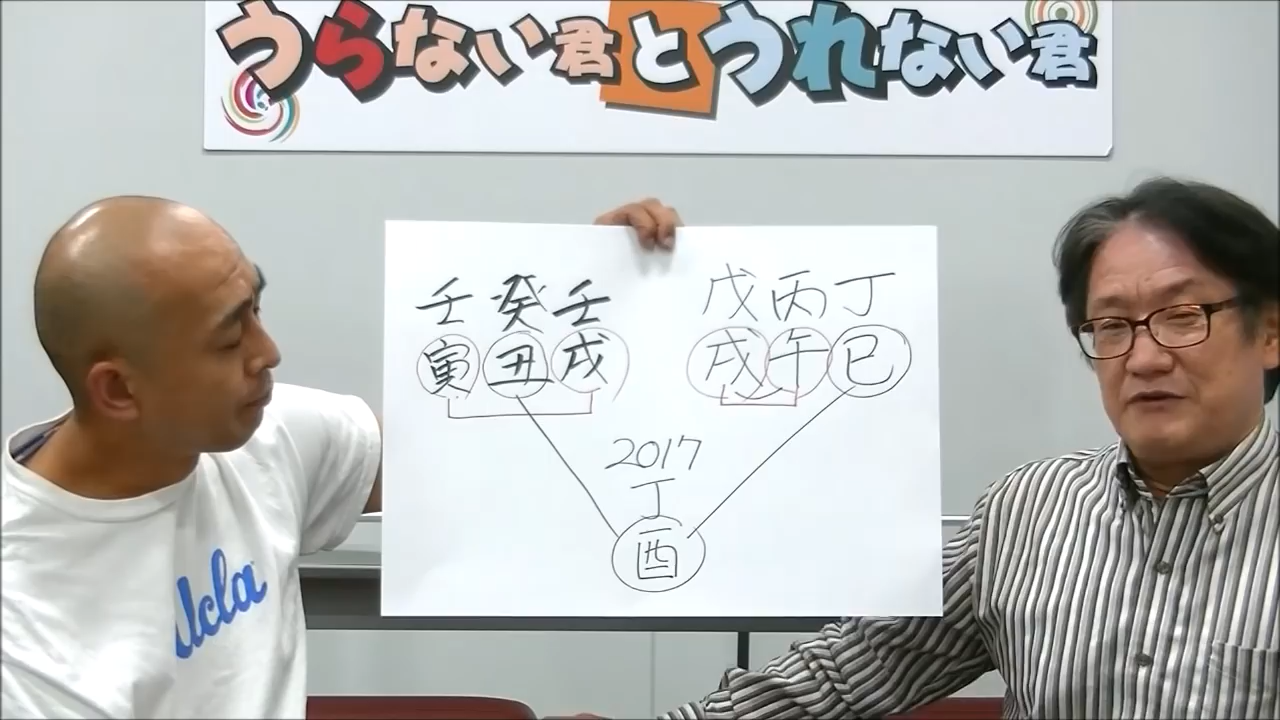 うらない君とうれない君
壬 癸 壬 戊 丙 丁
寅 丑 戌 戌 午 巳
2017
丁
酉
ucla